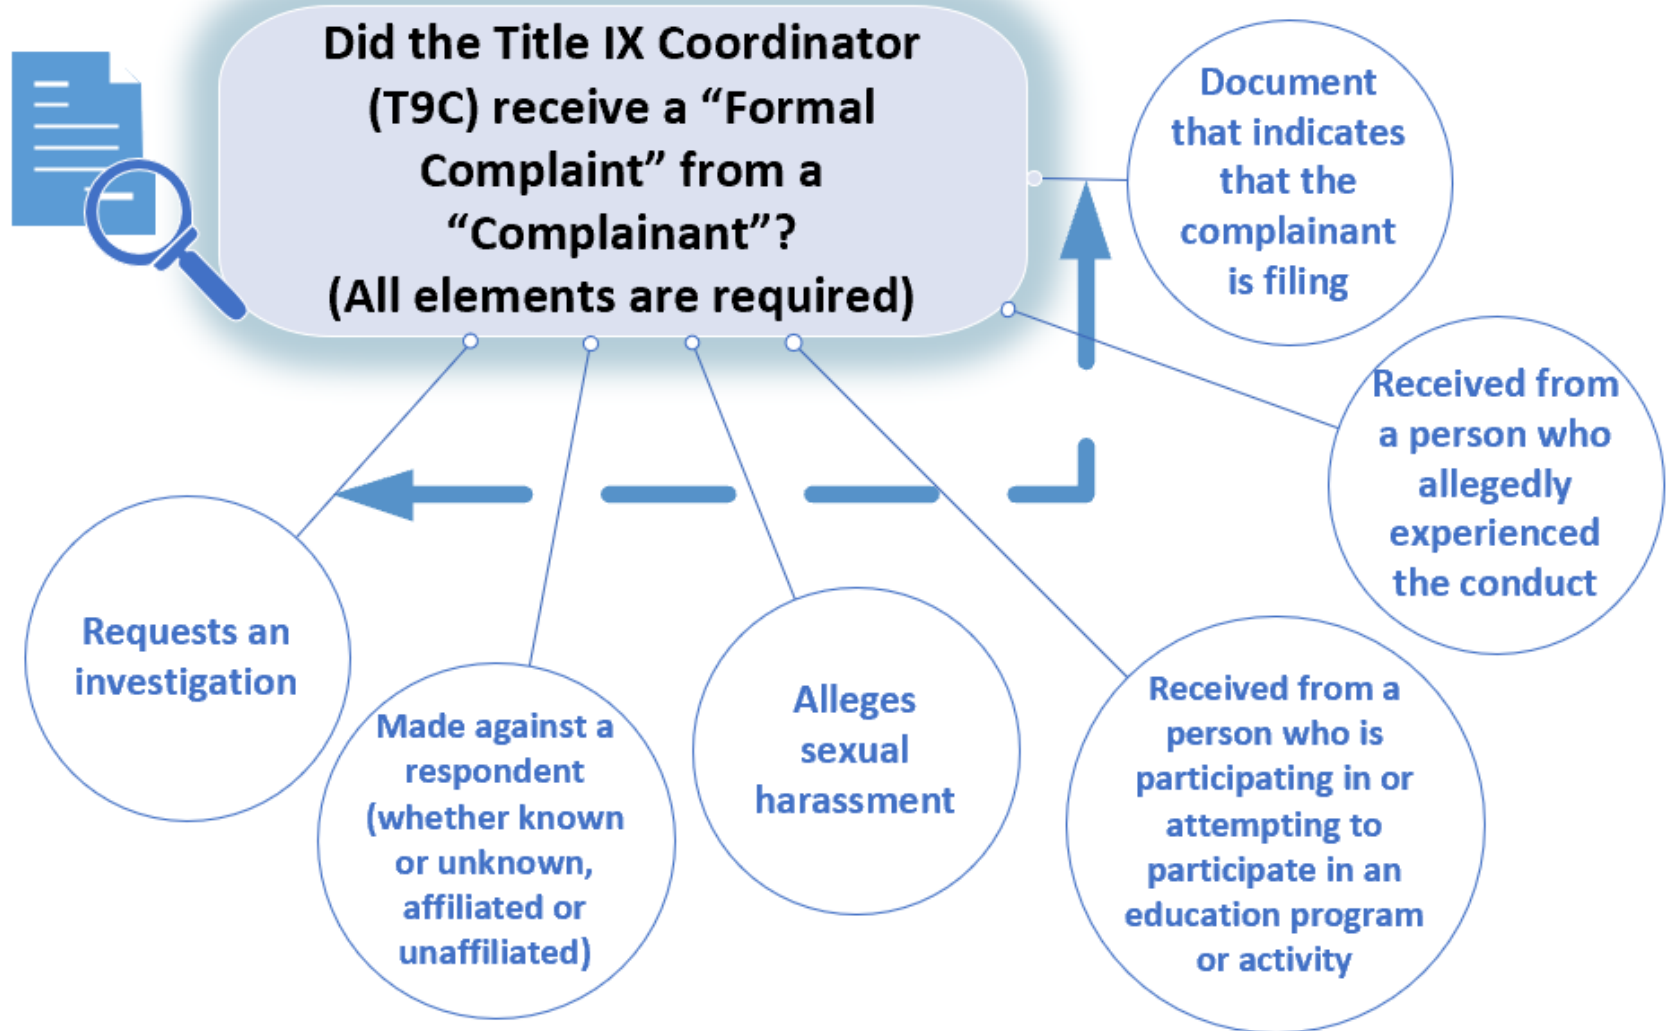 Did the Title IX Coordinator
(T9C) receive a “Formal
Complaint” from a
“Complainant”?
(All elements are required)
Document
that indicates
that the
complainant
is filing
Received from
a person who
allegedly
experienced
the conduct
Received from a
person who is
participating in or
attempting to
participate in an
education program
or activity
Alleges
sexual
harassment
Made against a
respondent
(whether known
or unknown,
affiliated or
unaffiliated)
Requests an
investigation